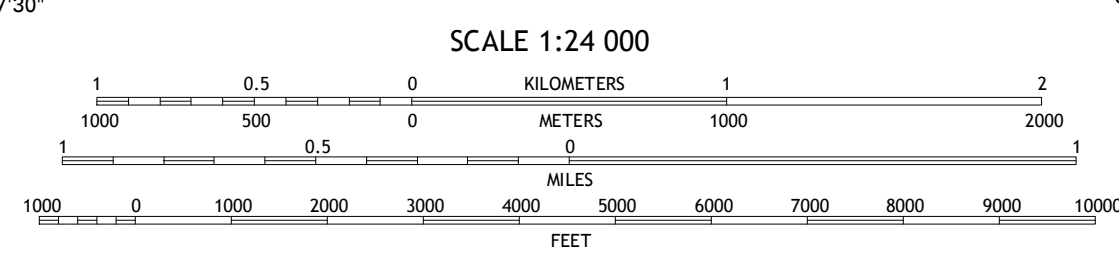 7'30"
SCALE 1:24 000
1 0.5 0 KILOMETERS 1 2
1000 500 0 METERS 1000 2000
1 0.5 0 1
MILES
1000 0 1000 2000 3000 4000 5000 6000 7000 8000 9000 10000
FEET